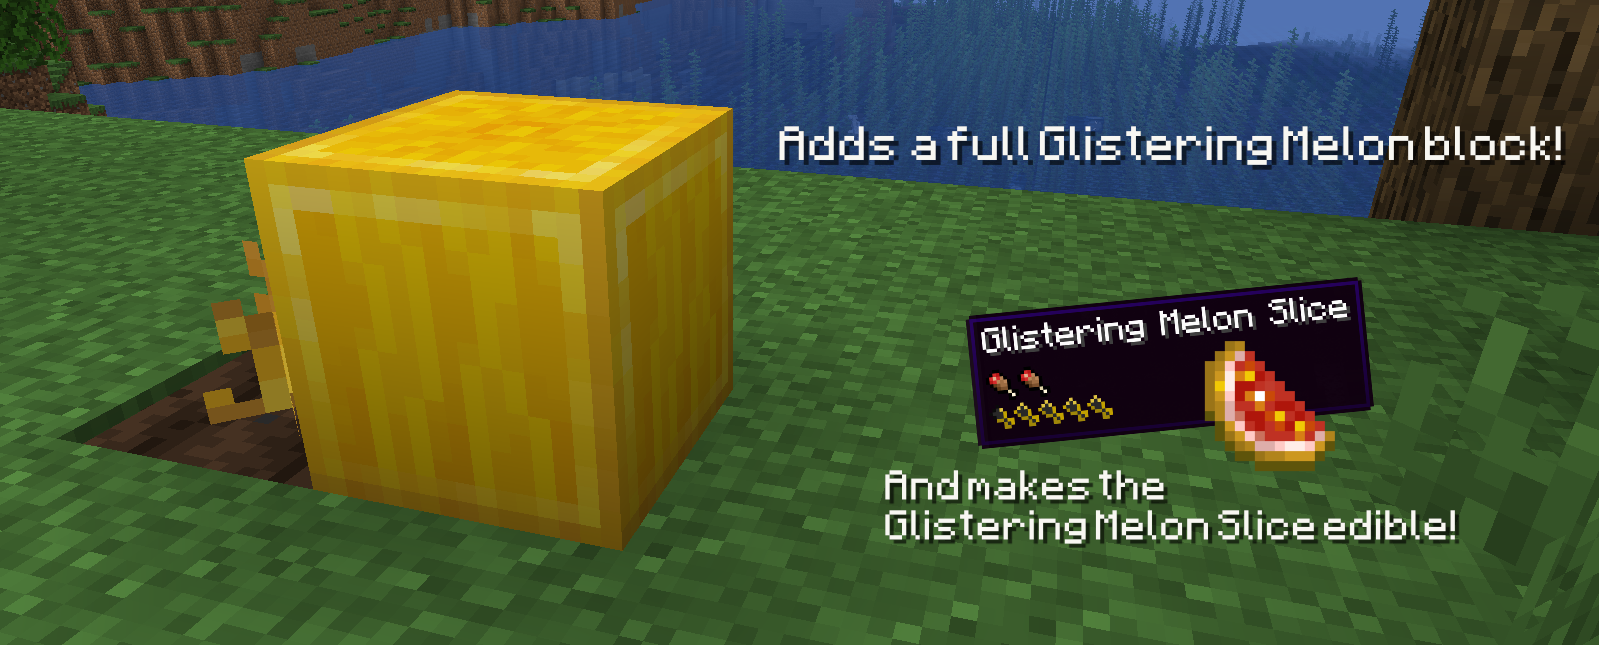 Adds a full Glistering Melon block!
Glistering Melon Slice
And makes the
Glistering Melon Slice edible!